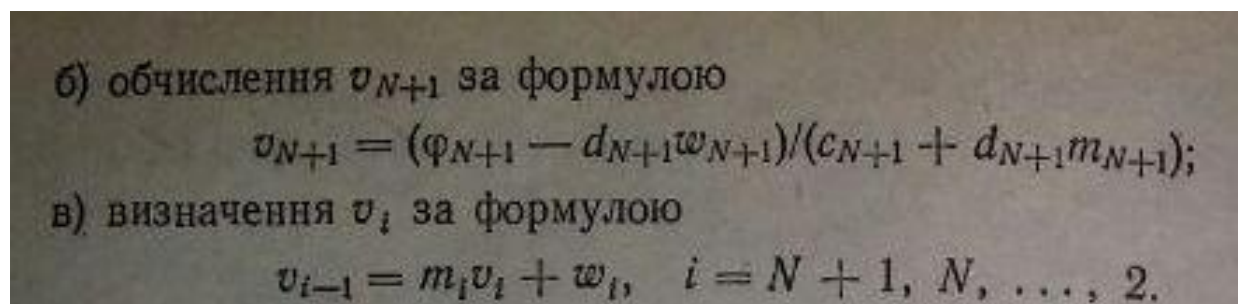 б) обчислення v_{N+1} за формулою
v_{N+1} = (φ_{N+1} — d_{N+1}w_{N+1})/(c_{N+1} + d_{N+1}m_{N+1});
в) визначення v_i за формулою
v_{i—1} = m_i v_i + w_i, i = N + 1, N, ..., 2.